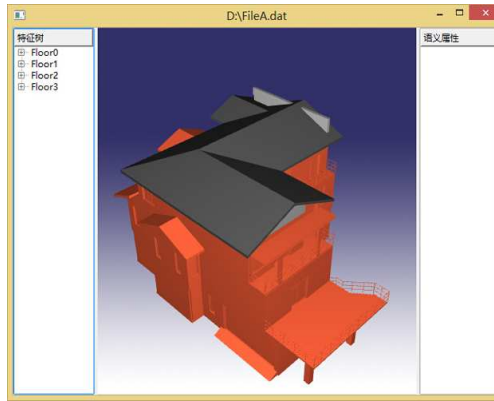 D:\FileA.dat
特征树
Floor0
Floor1
Floor2
Floor3
语义属性